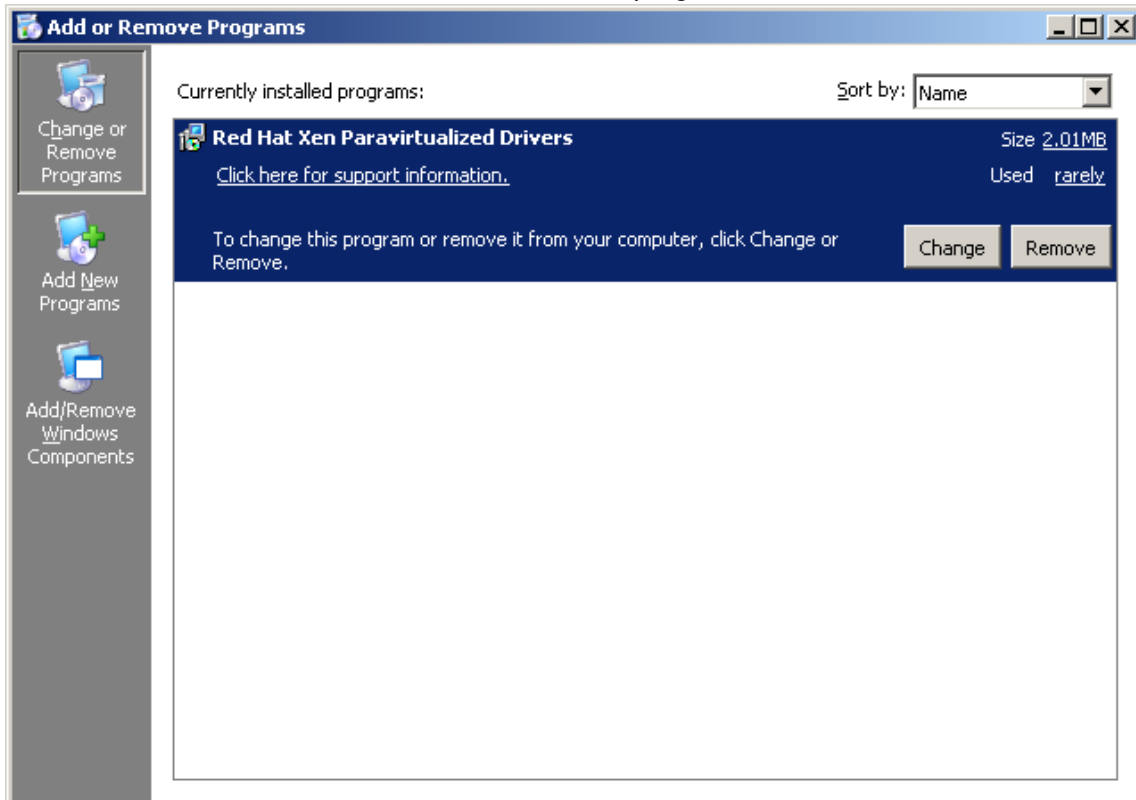 Add or Remove Programs
Change or
Remove
Programs
Add New
Programs
Add/Remove
Windows
Components
Currently installed programs:
Sort by: Name
Red Hat Xen Paravirtualized Drivers
Size 2.01MB
Click here for support information.
Used rarely
To change this program or remove it from your computer, click Change or
Remove.
Change
Remove